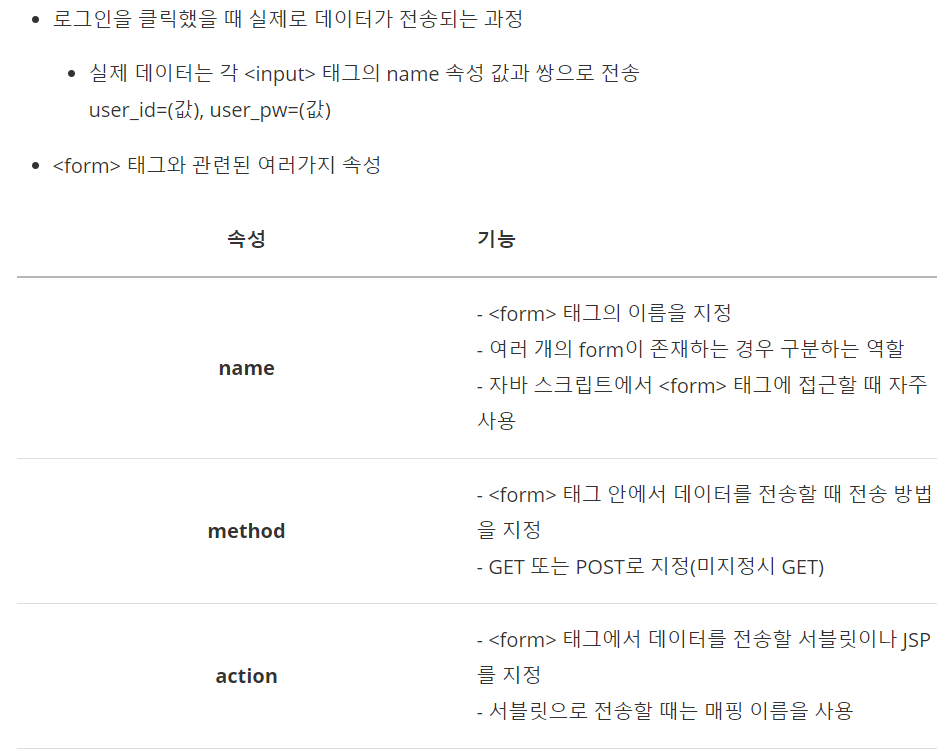 로그인을 클릭했을 때 실제로 데이터가 전송되는 과정
실제 데이터는 각 <input> 태그의 name 속성 값과 쌍으로 전송
user_id=(값), user_pw=(값)
<form> 태그와 관련된 여러가지 속성
속성 기능
name
- <form> 태그의 이름을 지정
- 여러 개의 form이 존재하는 경우 구분하는 역할
- 자바 스크립트에서 <form> 태그에 접근할 때 자주
사용
method
- <form> 태그 안에서 데이터를 전송할 때 전송 방법
을 지정
- GET 또는 POST로 지정(미지정시 GET)
action
- <form> 태그에서 데이터를 전송할 서블릿이나 JSP
를 지정
- 서블릿으로 전송할 때는 매핑 이름을 사용